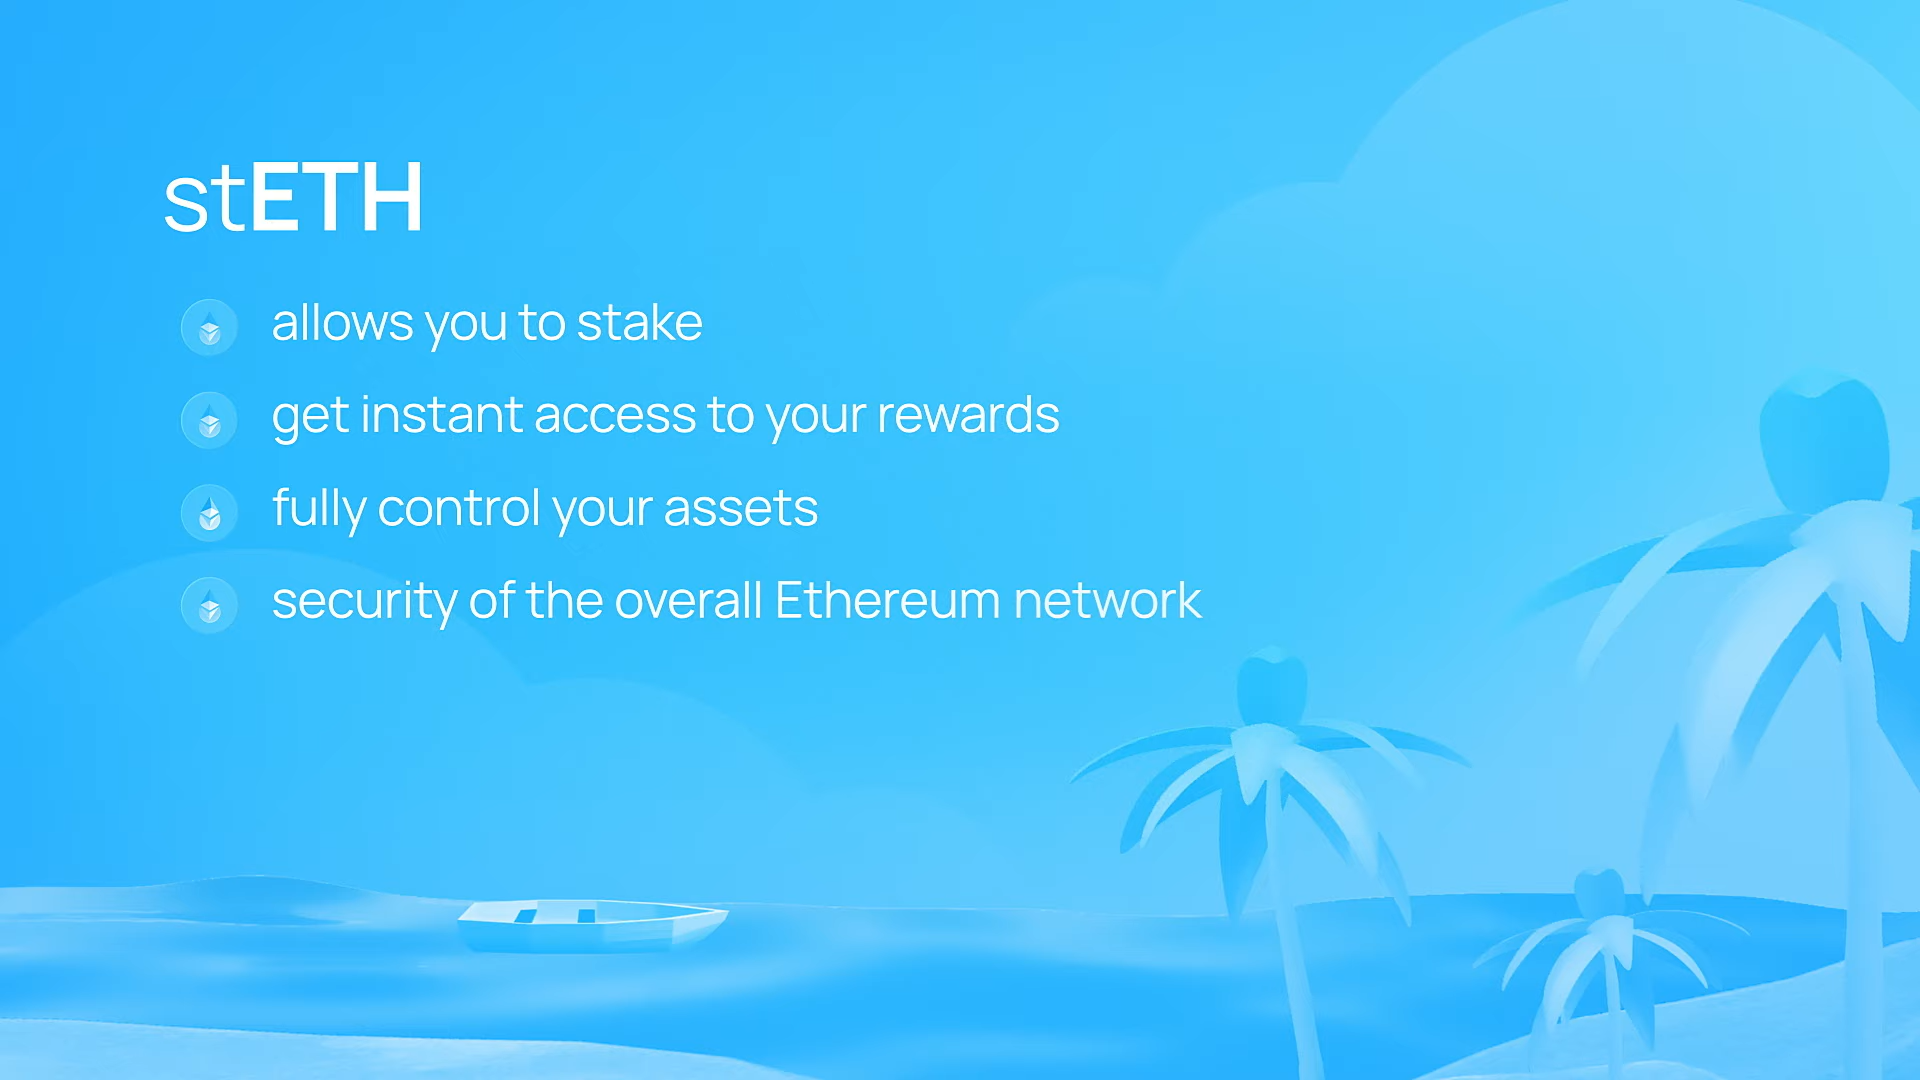 stETH
allows you to stake
get instant access to your rewards
fully control your assets
security of the overall Ethereum network